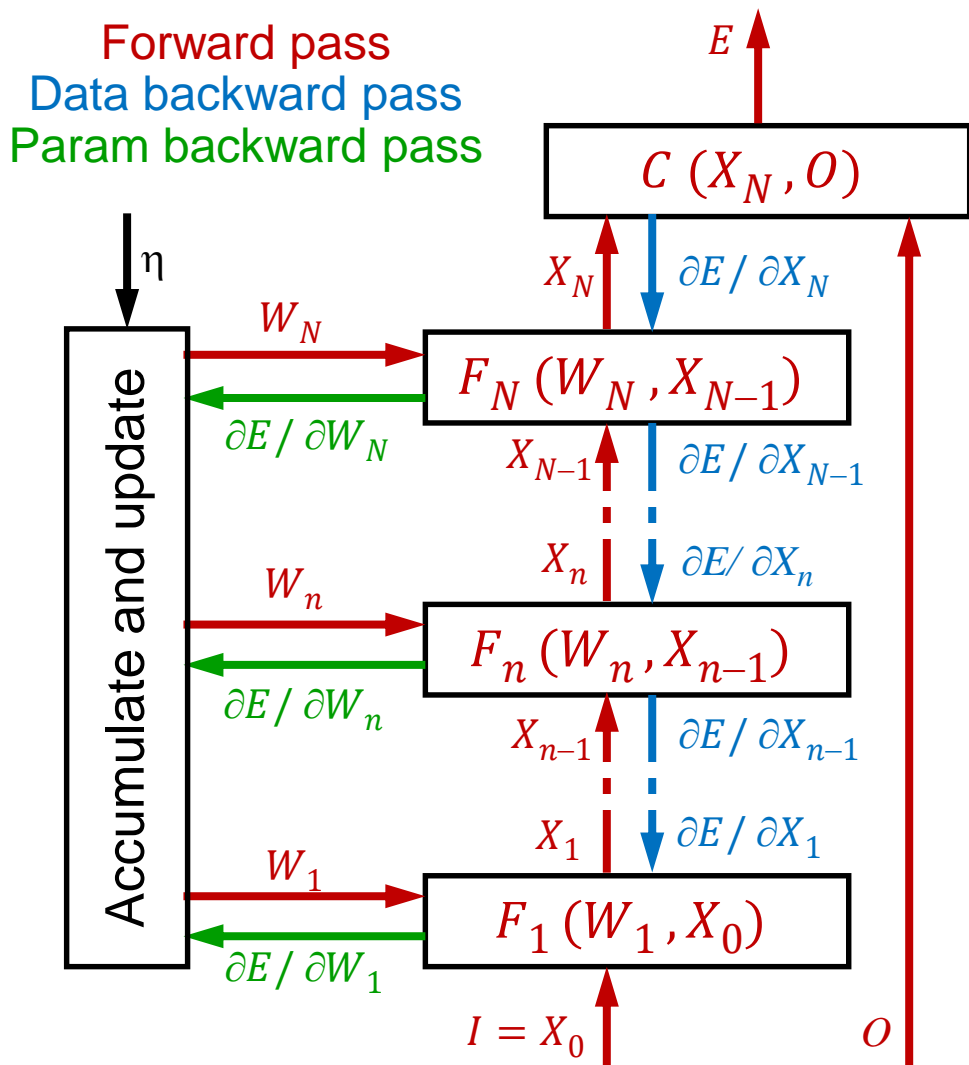 Forward pass
Data backward pass
Param backward pass
E
C (X_N , O)
η
X_N
∂E / ∂X_N
W_N
F_N (W_N , X_{N−1})
∂E / ∂W_N
X_{N−1}
∂E / ∂X_{N−1}
Accumulate and update
X_n
∂E/ ∂X_n
W_n
F_n (W_n , X_{n−1})
∂E / ∂W_n
X_{n−1}
∂E / ∂X_{n−1}
X_1
∂E / ∂X_1
W_1
F_1 (W_1 , X_0)
∂E / ∂W_1
I = X_0
O